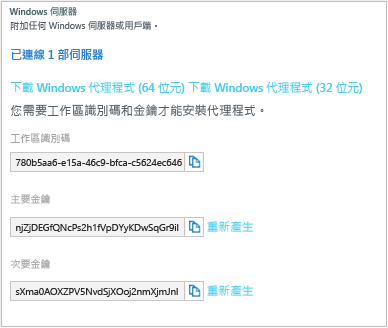 Windows 伺服器
附加任何 Windows 伺服器或用戶端。
已連線 1 部伺服器
下載 Windows 代理程式 (64 位元) 下載 Windows 代理程式 (32 位元)
您需要工作區識別碼和金鑰才能安裝代理程式。
工作區識別碼
780b5aa6-e15a-46c9-bfca-c5624ec646
主要金鑰
njZjDEGfQNcPs2h1fVpDYyKDwSqGr9iI 重新產生
次要金鑰
sXma0AOXZPV5NvdSjXOoj2nmXjmJnI 重新產生